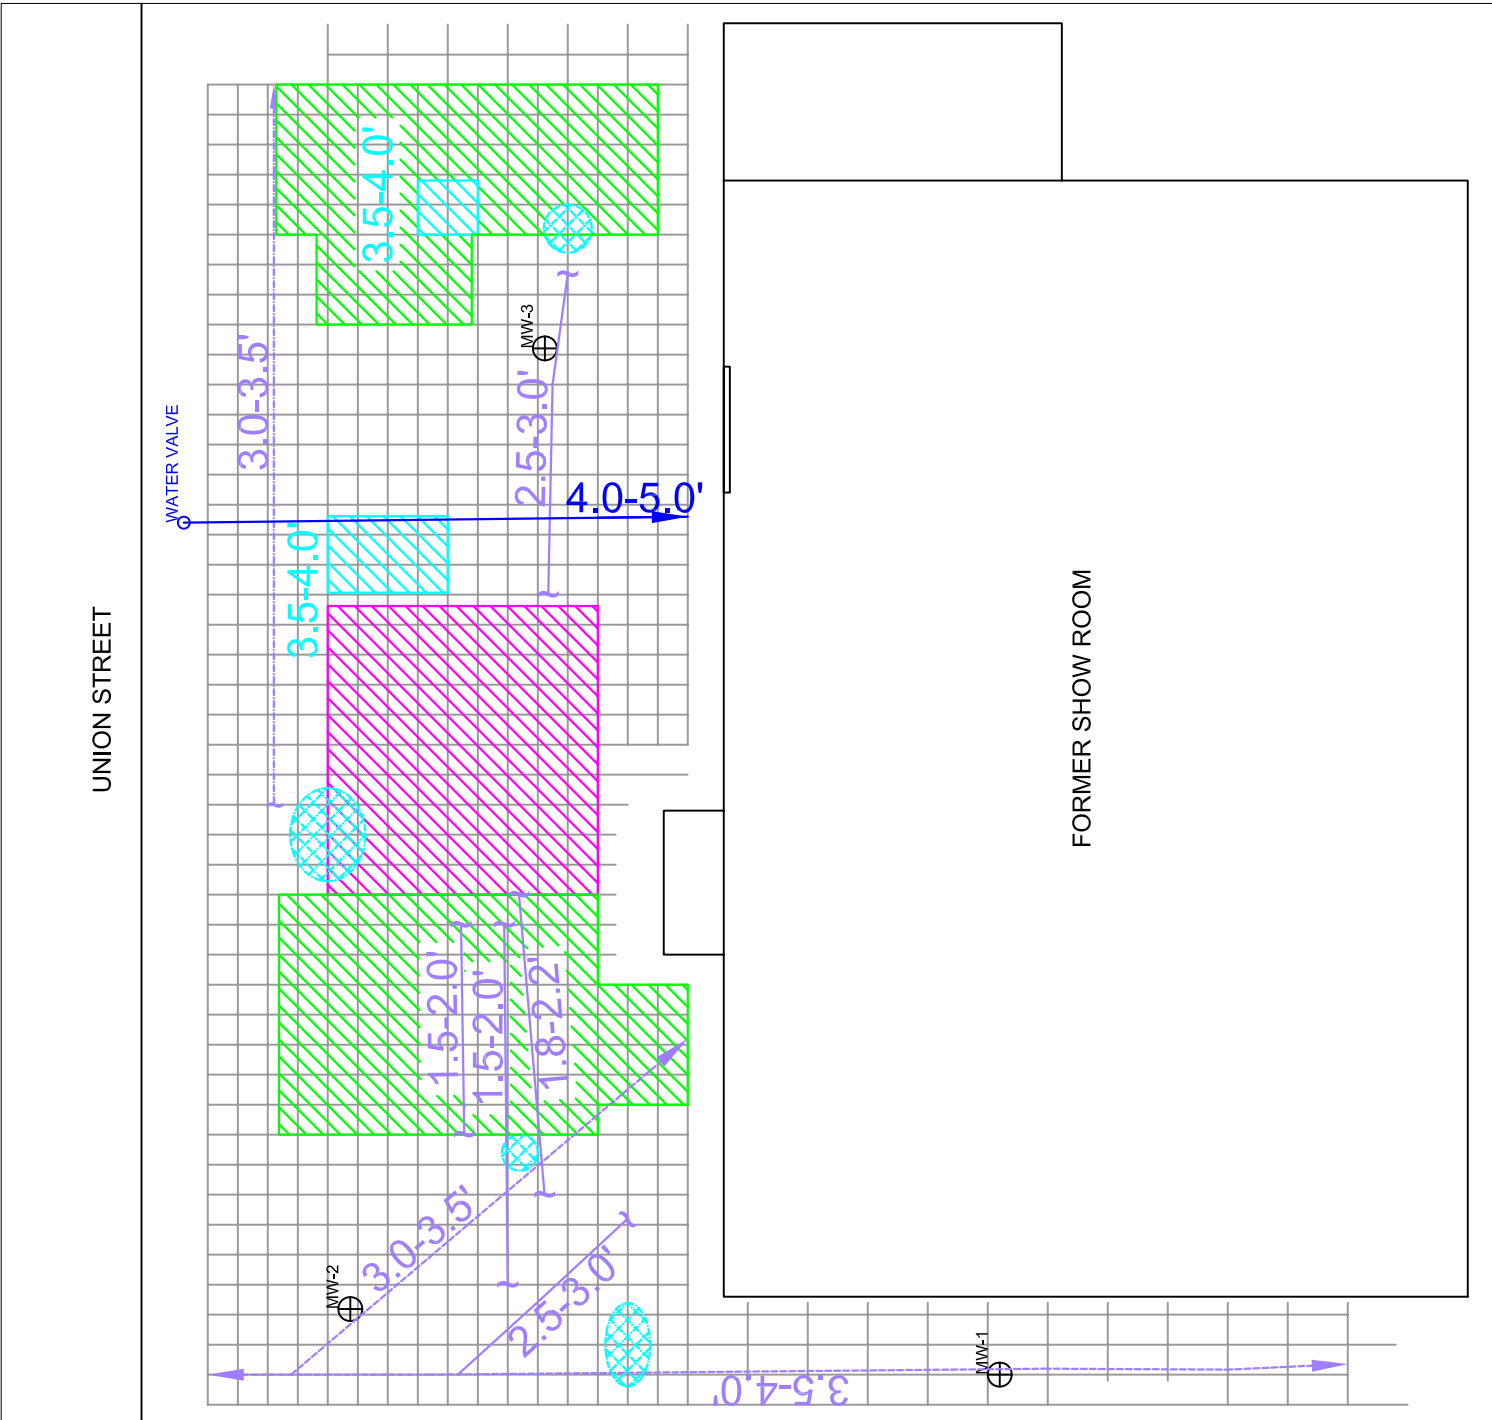 3.5-4.0'
MW-3
3.0-3.5'
2.5-3.0'
WATER VALVE
4.0-5.0'
3.5-4.0'
UNION STREET
FORMER SHOW ROOM
1.5-2.0'
1.5-2.0'
1.8-2.2'
3.0-3.5'
MW-2
2.5-3.0'
MW-1
3.5-4.0'